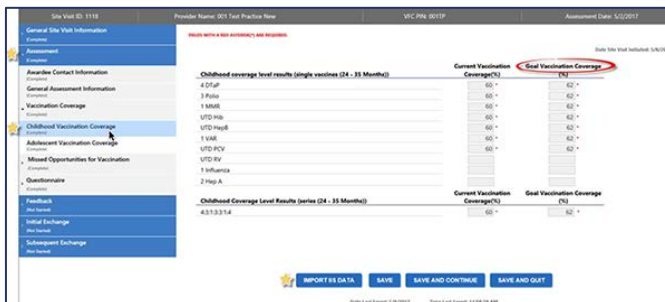 Site Visit ID: 1118 Provider Name: 001 Test Practice New VFC PIN: 001TP Assessment Date: 5/2/2017
General Site Visit Information
(Complete)
FIELDS WITH A RED ASTERISK(*) ARE REQUIRED.
Assessment
(Complete)
Date Site Visit Initiated: 5/8/20
Awardee Contact Information
(Complete)
General Assessment Information
(Complete)
Vaccination Coverage
(Complete)
Childhood Vaccination Coverage
(Complete)
Adolescent Vaccination Coverage
(Complete)
Missed Opportunities for Vaccination
(Complete)
Questionnaire
(Complete)
Feedback
(Not Started)
Initial Exchange
(Not Started)
Subsequent Exchange
(Not Started)
Childhood coverage level results (single vaccines (24 - 35 Months)) Current Vaccination Coverage(%) Goal Vaccination Coverage (%)
4 DTaP 60 * 62 *
3 Polio 60 * 62 *
1 MMR 60 * 62 *
UTD Hib 60 * 62 *
UTD HepB 60 * 62 *
1 VAR 60 * 62 *
UTD PCV 60 * 62 *
UTD RV
1 Influenza
2 Hep A
Childhood Coverage Level Results (series (24 - 35 Months)) Current Vaccination Coverage(%) Goal Vaccination Coverage (%)
4:3:1:3:3:1:4 60 * 62 *
IMPORT IIS DATA SAVE SAVE AND CONTINUE SAVE AND QUIT